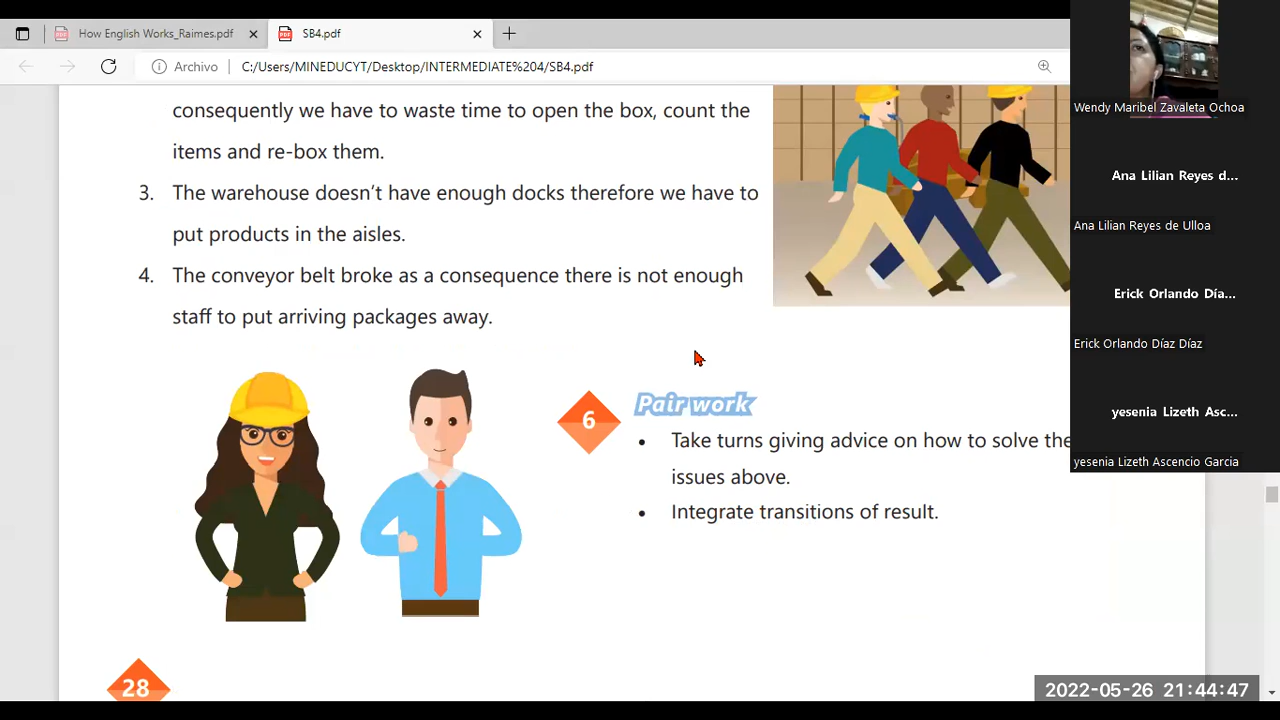 How English Works_Raimes.pdf
SB4.pdf
Archivo
C:/Users/MINEDUCYT/Desktop/INTERMEDIATE%204/SB4.pdf
consequently we have to waste time to open the box, count the
items and re-box them.
3. The warehouse doesn’t have enough docks therefore we have to
put products in the aisles.
4. The conveyor belt broke as a consequence there is not enough
staff to put arriving packages away.
6
Pair work
• Take turns giving advice on how to solve the
issues above.
• Integrate transitions of result.
28
Wendy Maribel Zavaleta Ochoa
Ana Lilian Reyes d...
Ana Lilian Reyes de Ulloa
Erick Orlando Día...
Erick Orlando Díaz Díaz
yesenia Lizeth Asc...
yesenia Lizeth Ascencio Garcia
2022-05-26 21:44:47